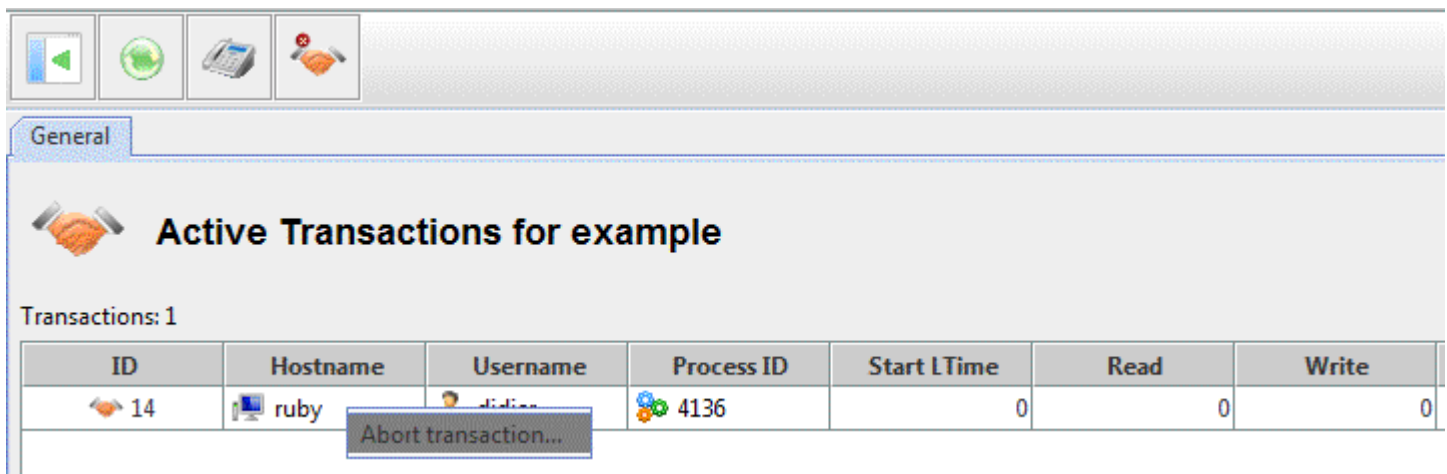 General
Active Transactions for example
Transactions: 1
ID Hostname Username Process ID Start LTime Read Write
14 ruby 4136 0 0 0
Abort transaction...